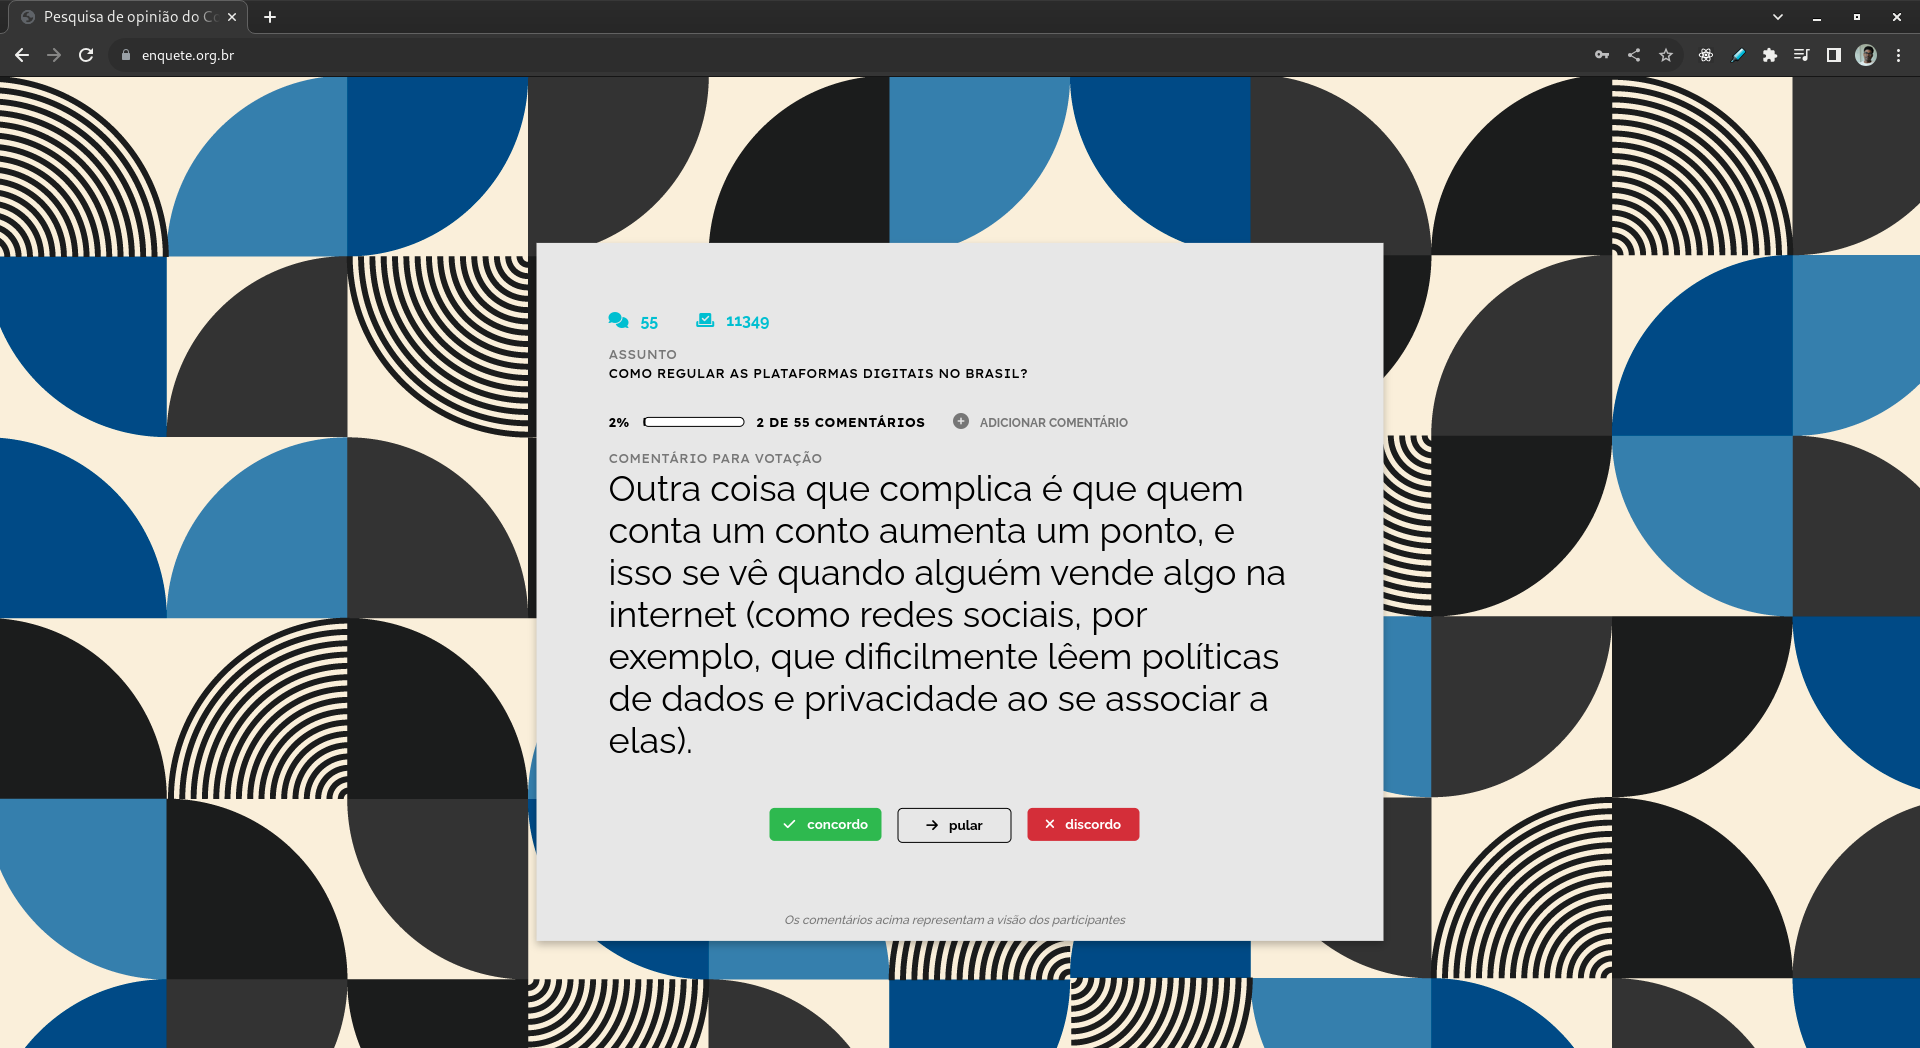 Pesquisa de opinião do Co
enquete.org.br
55 11349
ASSUNTO
COMO REGULAR AS PLATAFORMAS DIGITAIS NO BRASIL?
2% 2 DE 55 COMENTÁRIOS ADICIONAR COMENTÁRIO
COMENTÁRIO PARA VOTAÇÃO
Outra coisa que complica é que quem
conta um conto aumenta um ponto, e
isso se vê quando alguém vende algo na
internet (como redes sociais, por
exemplo, que dificilmente lêem políticas
de dados e privacidade ao se associar a
elas).
concordo pular discordo
Os comentários acima representam a visão dos participantes